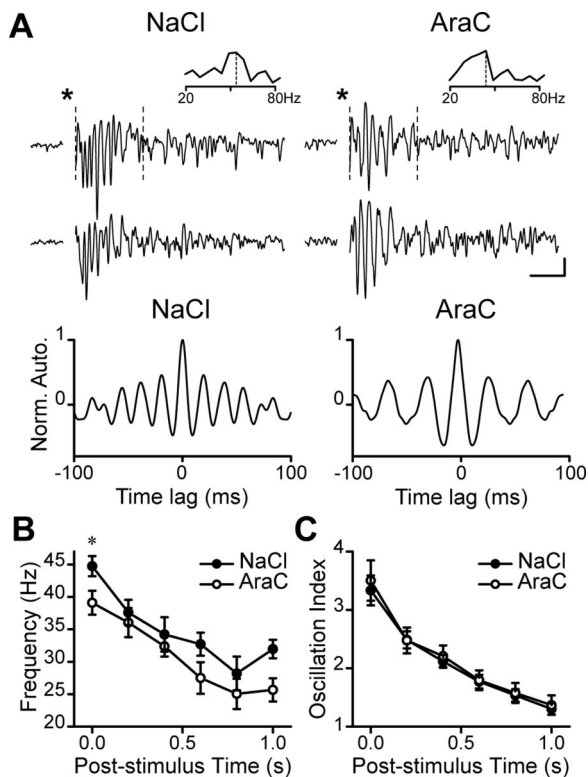 A
NaCl
AraC
20 80Hz
20 80Hz
*
*
NaCl
AraC
Norm. Auto.
1
0
1
0
-100 0 100
-100 0 100
Time lag (ms)
Time lag (ms)
B
*
NaCl
AraC
Frequency (Hz)
45
40
35
30
25
20
0.0 0.5 1.0
Post-stimulus Time (s)
C
NaCl
AraC
Oscillation Index
4
3
2
1
0.0 0.5 1.0
Post-stimulus Time (s)